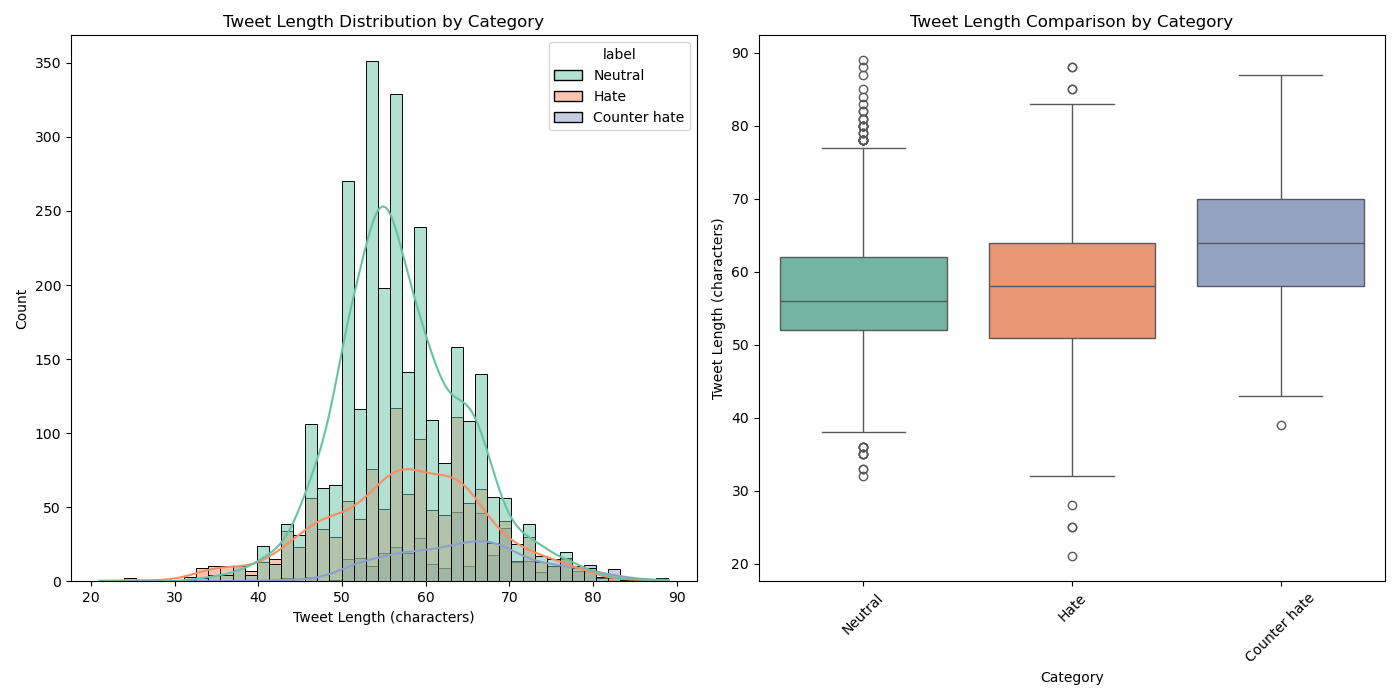 Tweet Length Distribution by Category
350
300
250
200
150
100
50
0
Count
label
Neutral
Hate
Counter hate
20 30 40 50 60 70 80 90
Tweet Length (characters)
Tweet Length Comparison by Category
90
80
70
60
50
40
30
20
Tweet Length (characters)
Neutral
Hate
Counter hate
Category